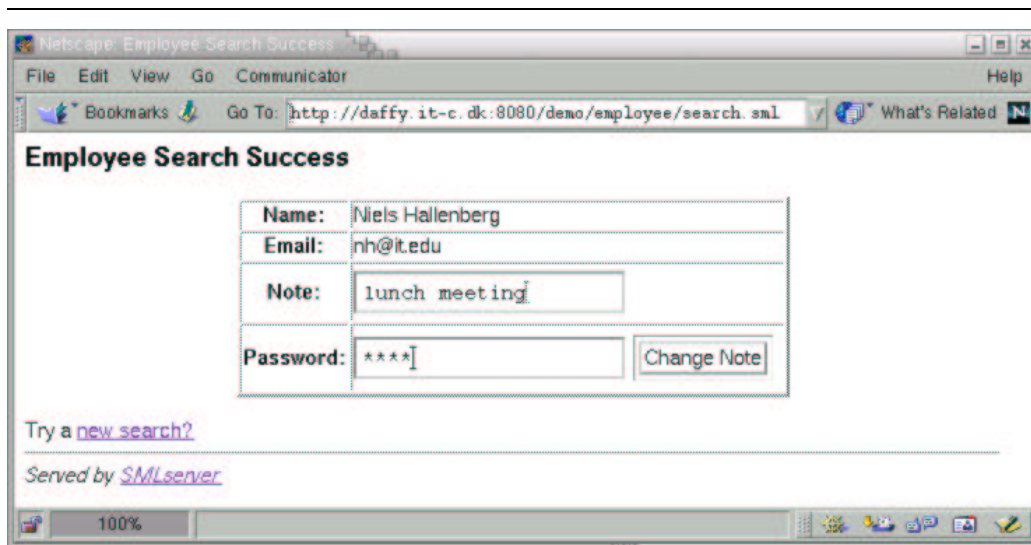 Netscape: Employee Search Success
File Edit View Go Communicator Help
Bookmarks Go To: http://daffy.it-c.dk:8080/demo/employee/search.sml What's Related N
Employee Search Success
Name: Niels Hallenberg
Email: nh@it.edu
Note: lunch meeting
Password: **** Change Note
Try a new search?
Served by SMLserver
100%